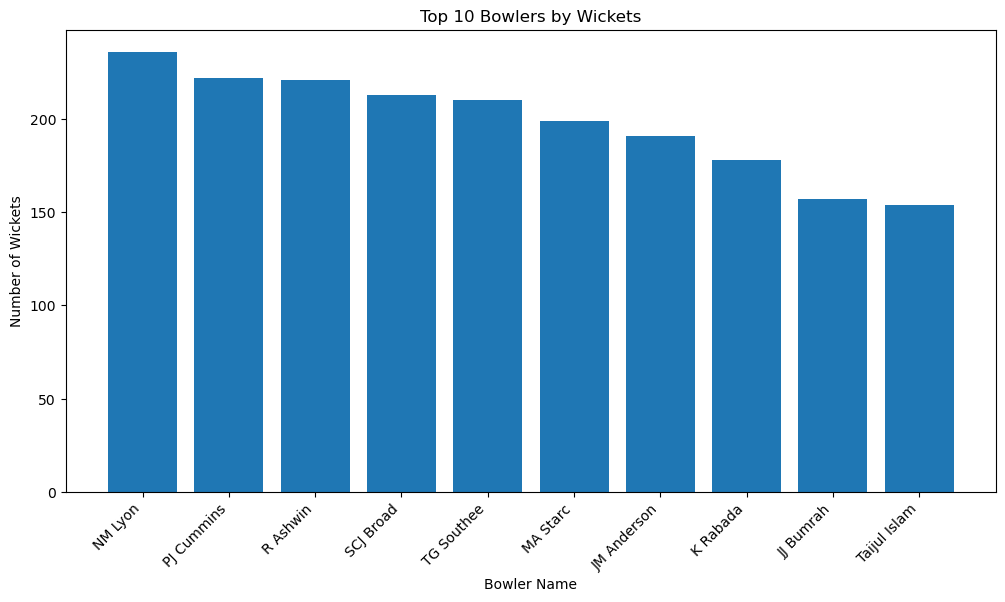 Top 10 Bowlers by Wickets
Number of Wickets
200
150
100
50
0
NM Lyon
PJ Cummins
R Ashwin
SCJ Broad
TG Southee
MA Starc
JM Anderson
K Rabada
JJ Bumrah
Taijul Islam
Bowler Name